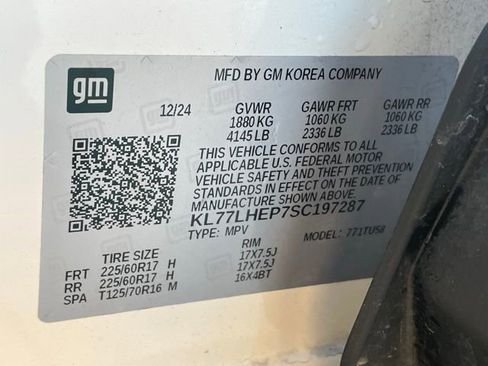 gm
MFD BY GM KOREA COMPANY
12/24 GVWR GAWR FRT GAWR RR
1880 KG 1060 KG 1060 KG
4145 LB 2336 LB 2336 LB
THIS VEHICLE CONFORMS TO ALL
APPLICABLE U.S. FEDERAL MOTOR
VEHICLE SAFETY AND THEFT PREVENTION
STANDARDS IN EFFECT ON THE DATE OF
MANUFACTURE SHOWN ABOVE.
KL77LHEP7SC197287
TYPE: MPV MODEL: 771TU58
TIRE SIZE RIM
FRT 225/60R17 H 17X7.5J
RR 225/60R17 H 17X7.5J
SPA T125/70R16 M 16X4BT